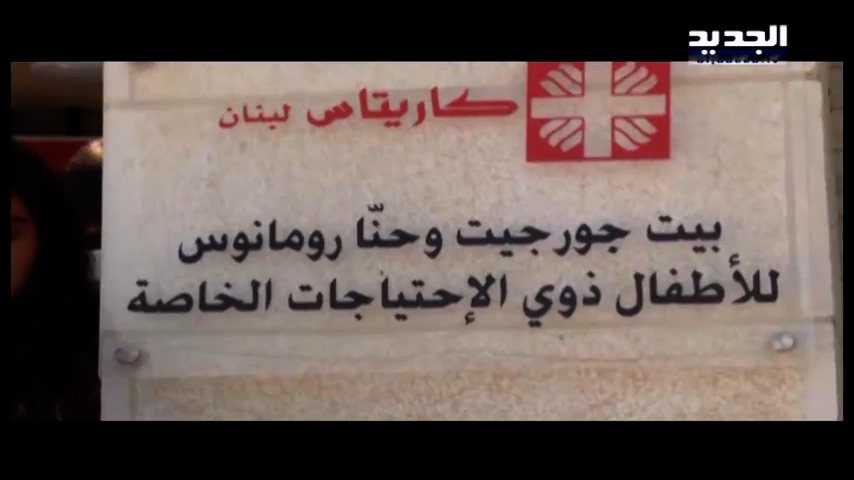 الجديد
كاريتاس لبنان
بيت جورجيت وحنّا رومانوس
للأطفال ذوي الإحتياجات الخاصة